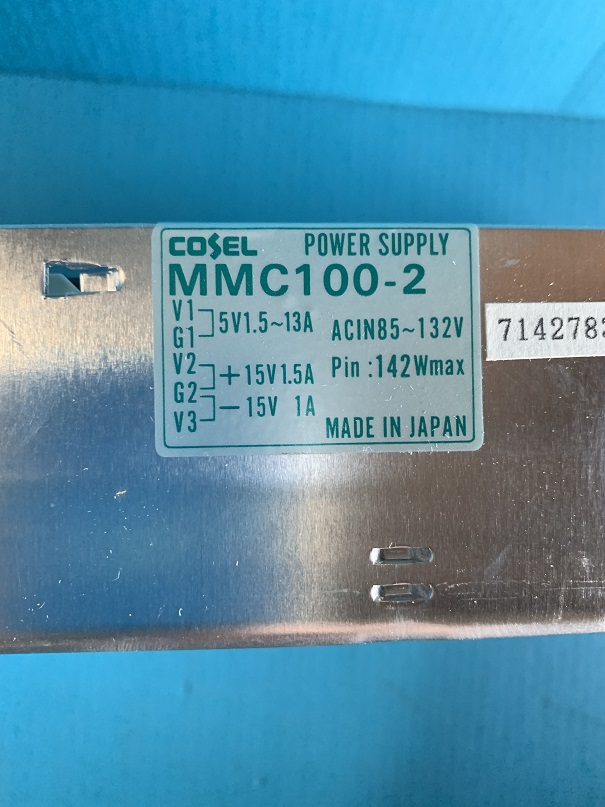 COSEL POWER SUPPLY
MMC100-2
V1
G1
5V1.5~13A
ACIN85~132V
V2
G2
V3
+15V1.5A
-15V 1A
Pin :142Wmax
MADE IN JAPAN